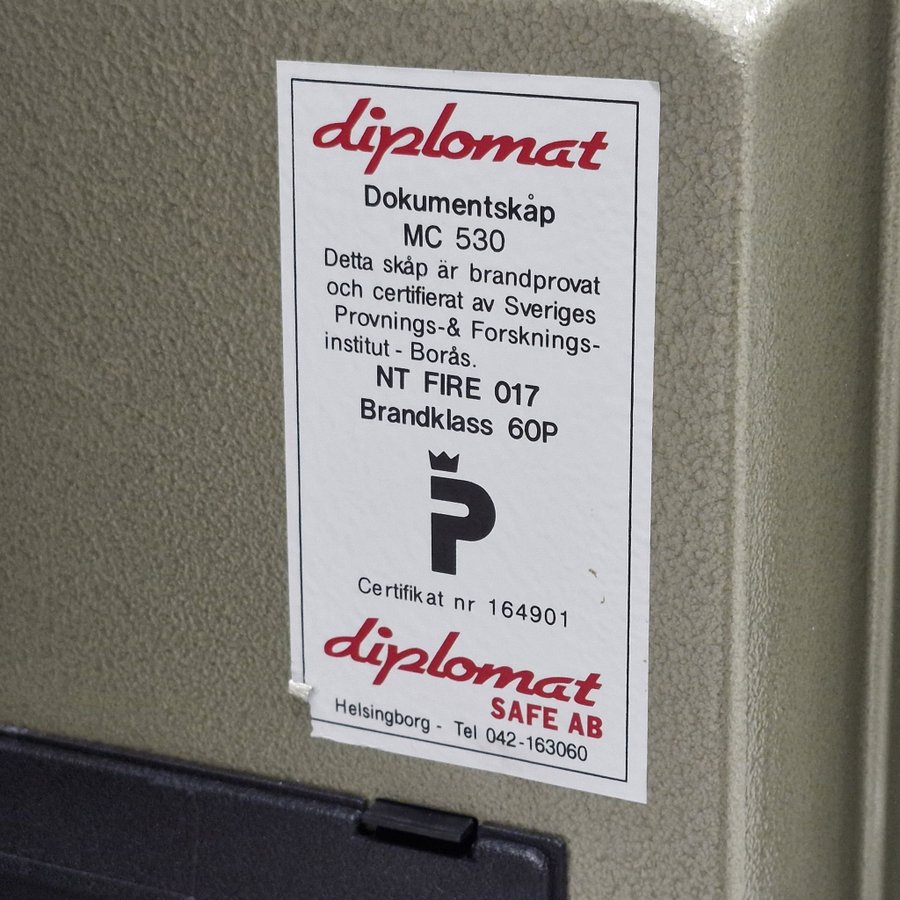 diplomat
Dokumentskåp
MC 530
Detta skåp är brandprovat
och certifierat av Sveriges
Provnings-& Forsknings-
institut - Borås.
NT FIRE 017
Brandklass 60P
P
Certifikat nr 164901
diplomat
SAFE AB
Helsingborg - Tel 042-163060